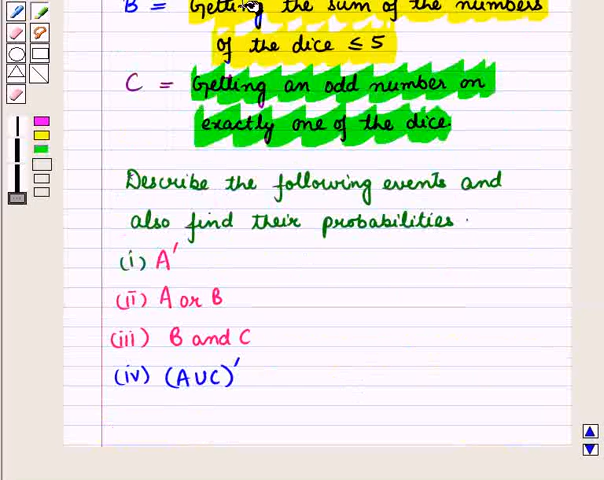 B = Getting the sum of the numbers
of the dice ≤ 5
C = Getting an odd number on
exactly one of the dice.
Describe the following events and
also find their probabilities.
(i) A'
(ii) A or B
(iii) B and C
(iv) (A∪C)'